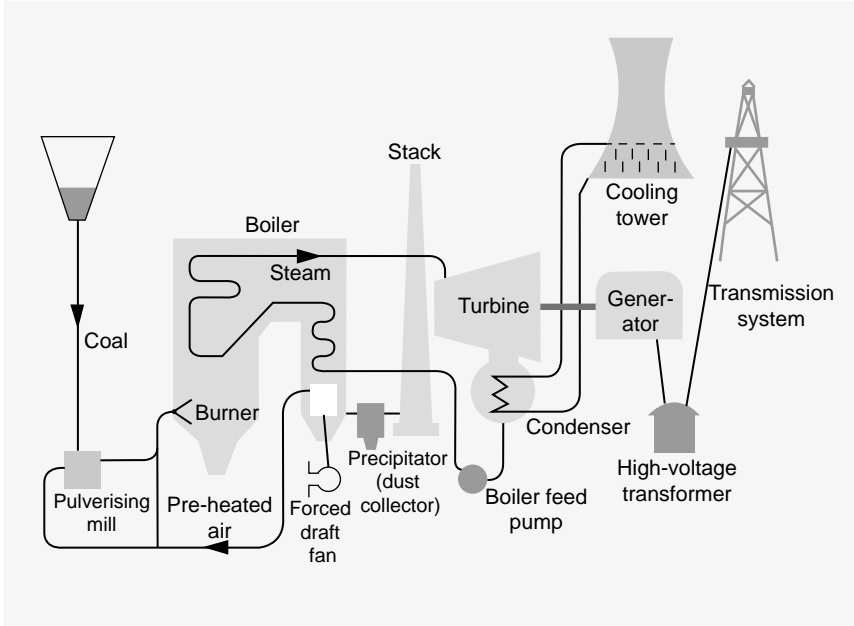 Stack
Cooling
tower
Boiler
Steam
Turbine
Gener-
ator
Transmission
system
Coal
Burner
Condenser
Pulverising
mill
Pre-heated
air
Forced
draft
fan
Precipitator
(dust
collector)
Boiler feed
pump
High-voltage
transformer